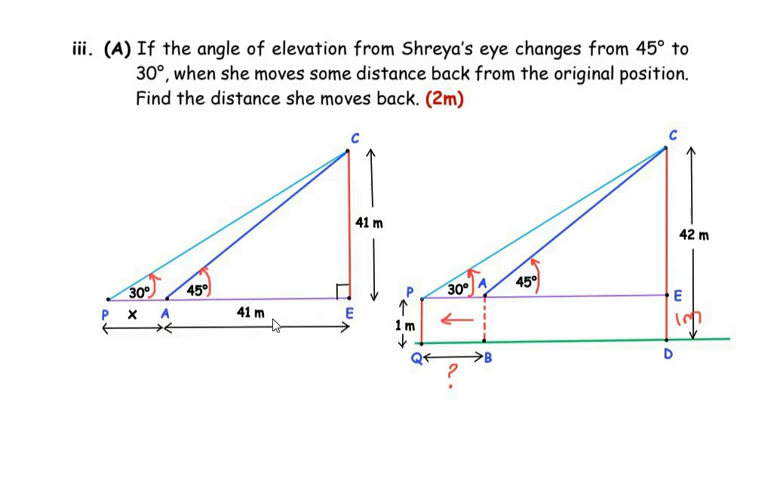 iii. (A) If the angle of elevation from Shreya's eye changes from 45° to
30°, when she moves some distance back from the original position.
Find the distance she moves back. (2m)
C
41 m
30°
45°
P
x
A
41 m
E
C
42 m
P
30°
A
45°
E
1m
1 m
Q
B
D
?